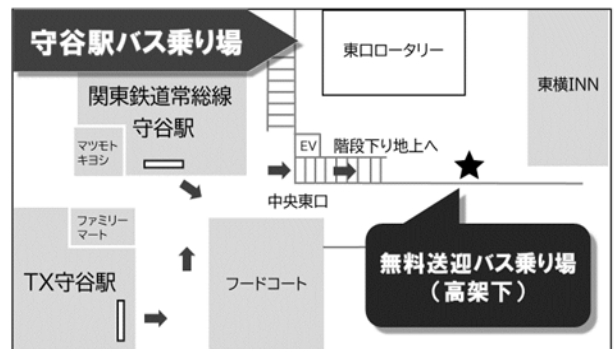 守谷駅バス乗り場
東口ロータリー
東横INN
関東鉄道常総線
守谷駅
マツモト
キヨシ
EV
階段下り地上へ
中央東口
ファミリー
マート
TX守谷駅
フードコート
無料送迎バス乗り場
(高架下)